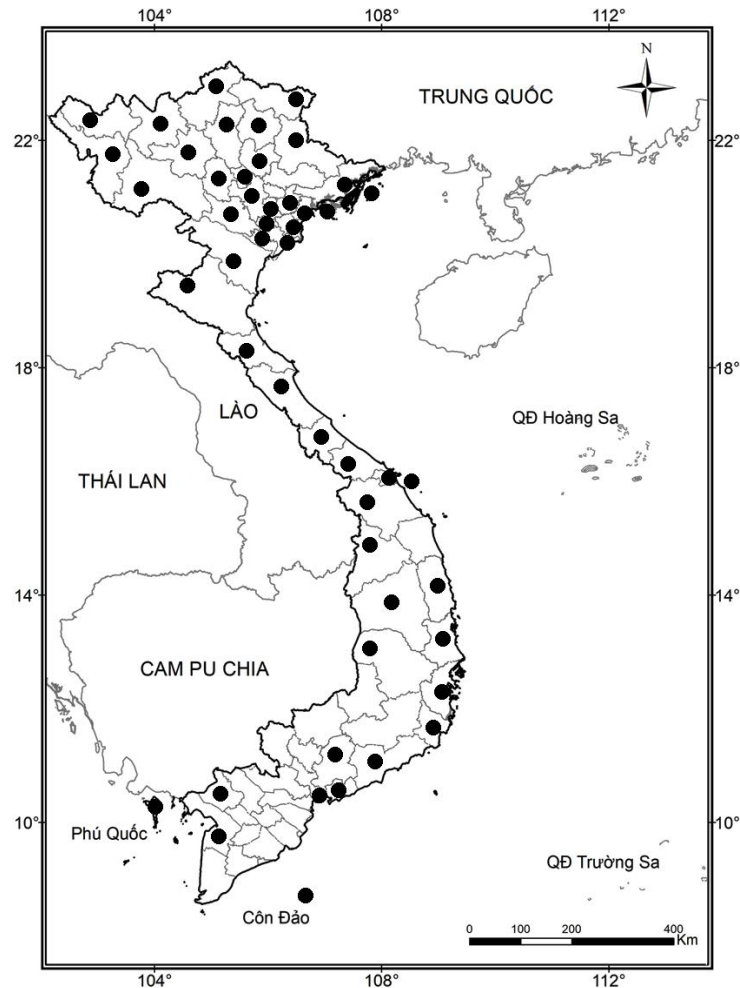 104° 108° 112°
N
TRUNG QUỐC
22° 22°
18° 18°
LÀO
QĐ Hoàng Sa
THÁI LAN
14° 14°
CAM PU CHIA
10° 10°
Phú Quốc
QĐ Trường Sa
Côn Đảo
0 100 200 400
Km
104° 108° 112°